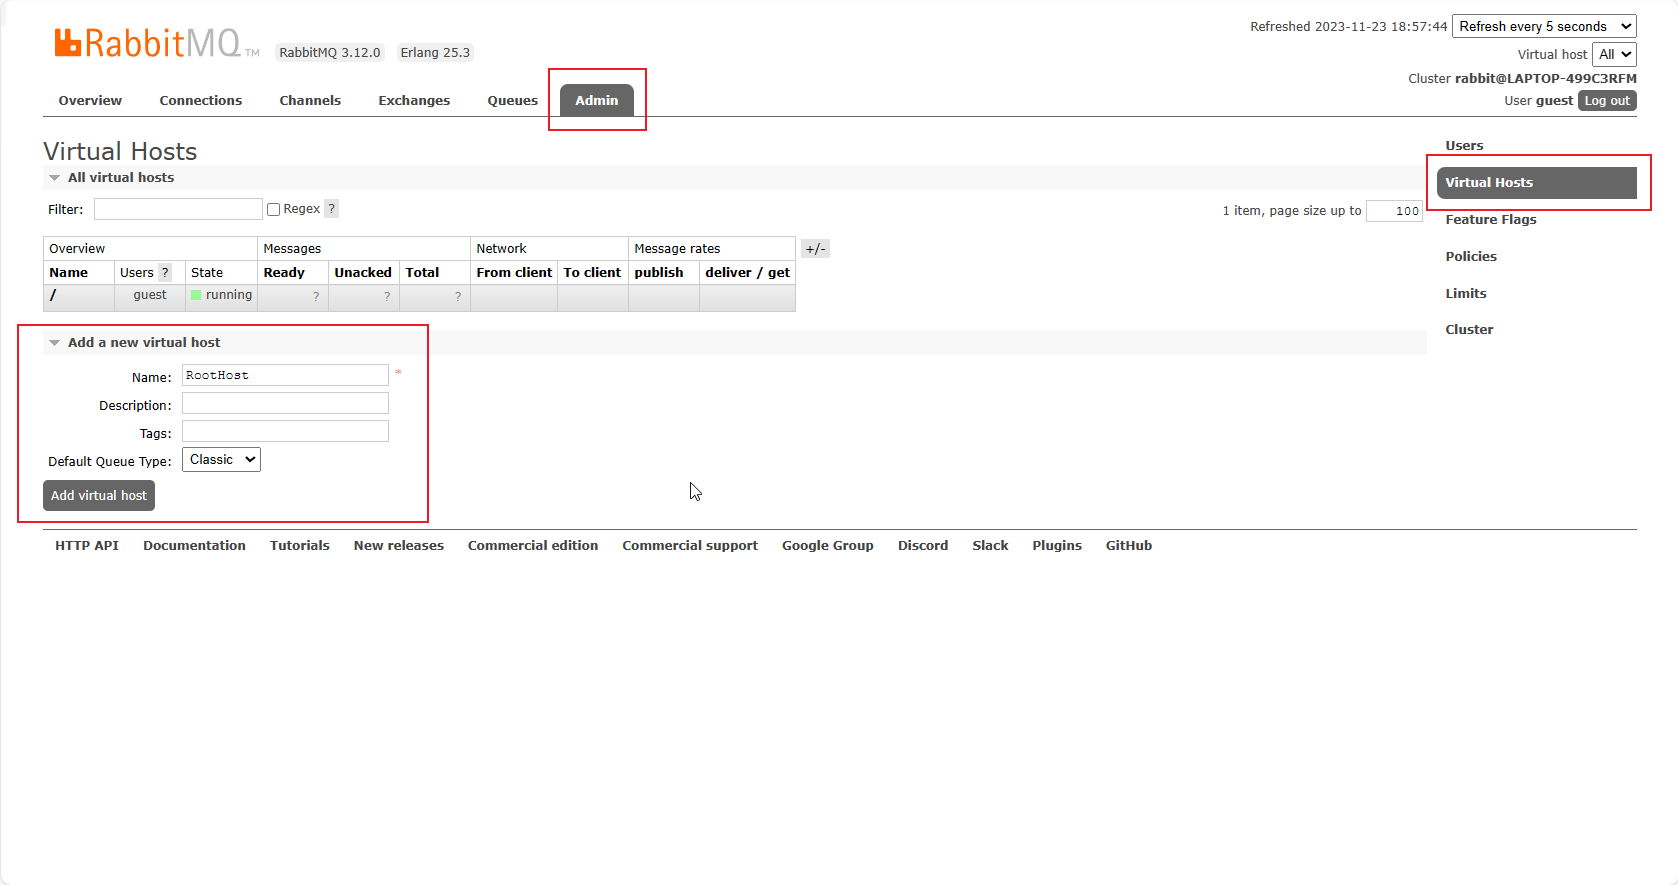 Refreshed 2023-11-23 18:57:44 Refresh every 5 seconds
RabbitMQ TM RabbitMQ 3.12.0 Erlang 25.3
Virtual host All
Cluster rabbit@LAPTOP-499C3RFM
User guest Log out
Overview Connections Channels Exchanges Queues Admin
Virtual Hosts
All virtual hosts
Filter: Regex ? 1 item, page size up to 100
Overview Messages Network Message rates +/-
Name Users ? State Ready Unacked Total From client To client publish deliver / get
/ guest running ? ? ?
Add a new virtual host
Name: RootHost *
Description:
Tags:
Default Queue Type: Classic
Add virtual host
Users
Virtual Hosts
Feature Flags
Policies
Limits
Cluster
HTTP API Documentation Tutorials New releases Commercial edition Commercial support Google Group Discord Slack Plugins GitHub